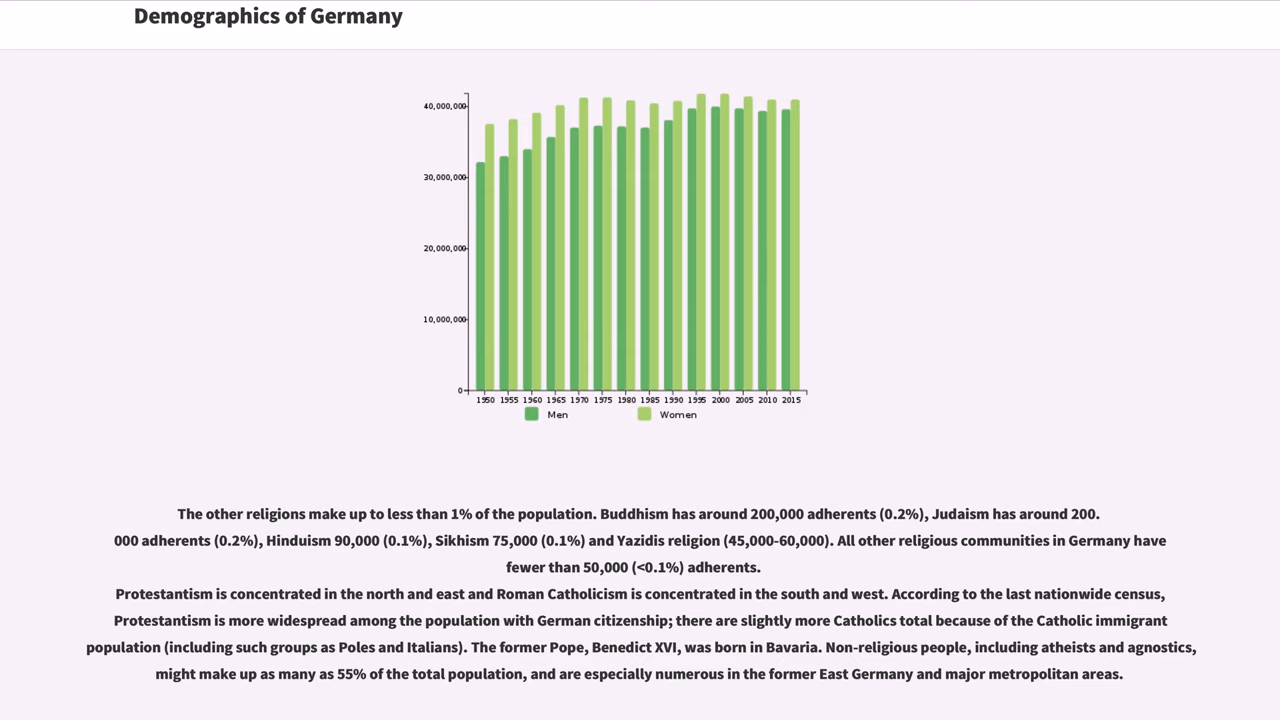 Demographics of Germany
40,000,000
30,000,000
20,000,000
10,000,000
0
1950 1955 1960 1965 1970 1975 1980 1985 1990 1995 2000 2005 2010 2015
Men Women
The other religions make up to less than 1% of the population. Buddhism has around 200,000 adherents (0.2%), Judaism has around 200.
000 adherents (0.2%), Hinduism 90,000 (0.1%), Sikhism 75,000 (0.1%) and Yazidis religion (45,000-60,000). All other religious communities in Germany have
fewer than 50,000 (<0.1%) adherents.
Protestantism is concentrated in the north and east and Roman Catholicism is concentrated in the south and west. According to the last nationwide census,
Protestantism is more widespread among the population with German citizenship; there are slightly more Catholics total because of the Catholic immigrant
population (including such groups as Poles and Italians). The former Pope, Benedict XVI, was born in Bavaria. Non-religious people, including atheists and agnostics,
might make up as many as 55% of the total population, and are especially numerous in the former East Germany and major metropolitan areas.